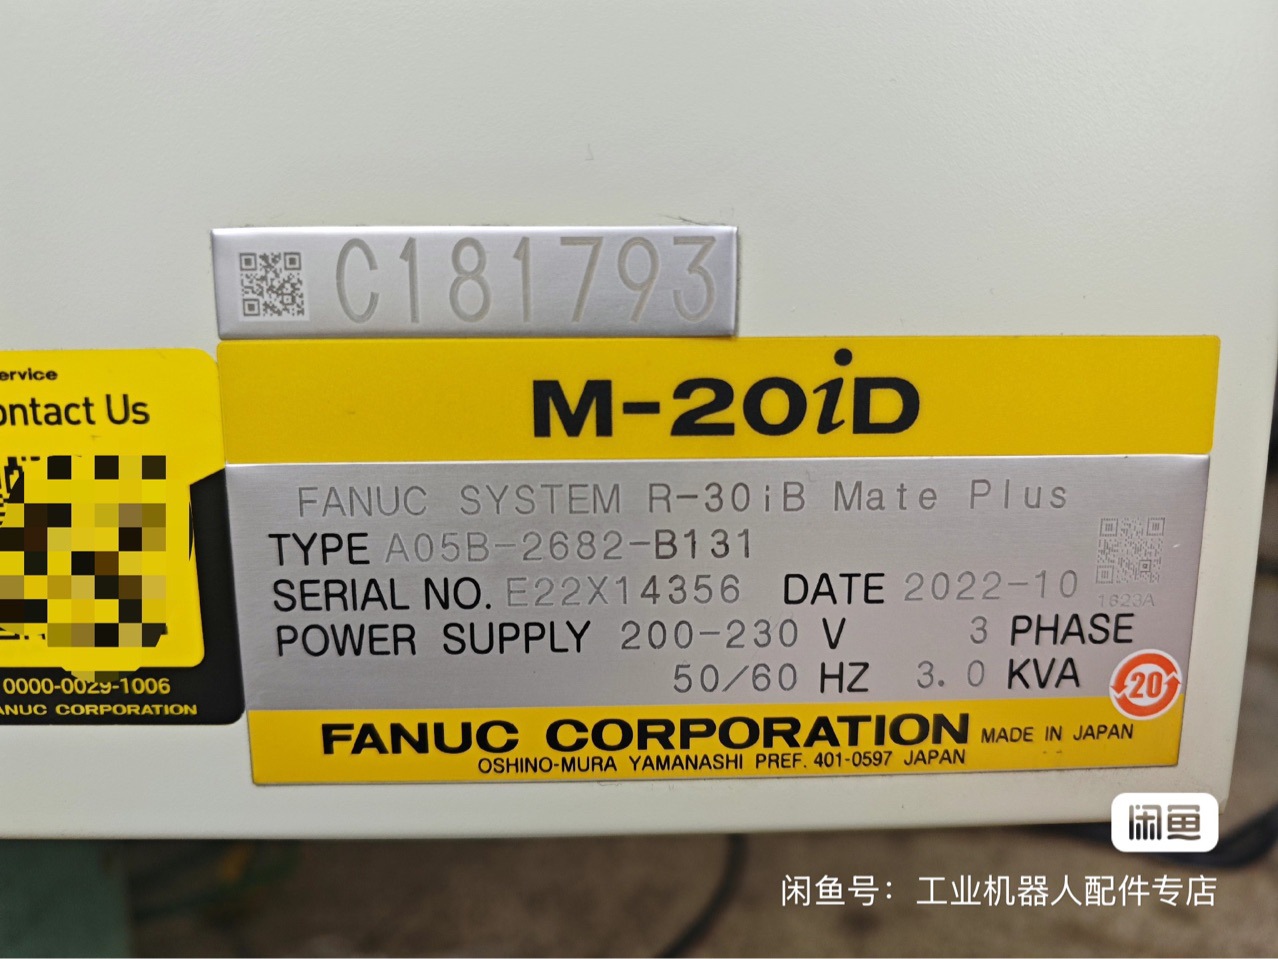 C181793
ervice
ontact Us
M-20iD
FANUC SYSTEM R-30iB Mate Plus
TYPE A05B-2682-B131
SERIAL NO. E22X14356 DATE 2022-10
1623A
POWER SUPPLY 200-230 V 3 PHASE
50/60 HZ 3.0 KVA
20
0000-0029-1006
ANUC CORPORATION
FANUC CORPORATION MADE IN JAPAN
OSHINO-MURA YAMANASHI PREF. 401-0597 JAPAN
闲鱼
闲鱼号：工业机器人配件专店